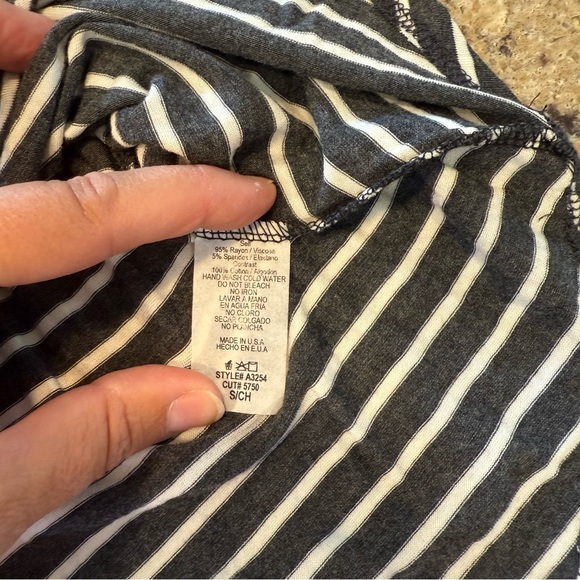 Self
95% Rayon / Viscosa
5% Spandex / Elastano
Contrast
100% Cotton / Algodon
HAND WASH COLD WATER
DO NOT BLEACH
NO IRON
LAVAR A MANO
EN AGUA FRIA
NO CLORO
SECAR COLGADO
NO PLANCHA
MADE IN U.S.A
HECHO EN E.U.A
STYLE# A3254
CUT# 5750
S/CH